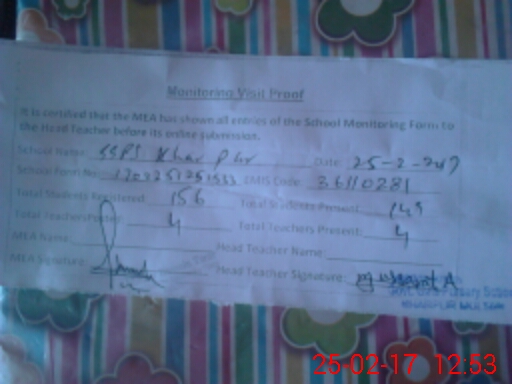 Monitoring Visit Proof
It is certified that the MEA has shown all entries of the School Monitoring Form to
the Head Teacher before its online submission.
School Name: Khar Date: 25-2-2017
School Form No: EMIS Code: 36110281
Total Students Registered: 156 Total Students Present: 145
Total Teachers Posted: 4 Total Teachers Present: 4
MEA Name: Head Teacher Name:
MEA Signature: Head Teacher Signature:
25-02-17 12:53